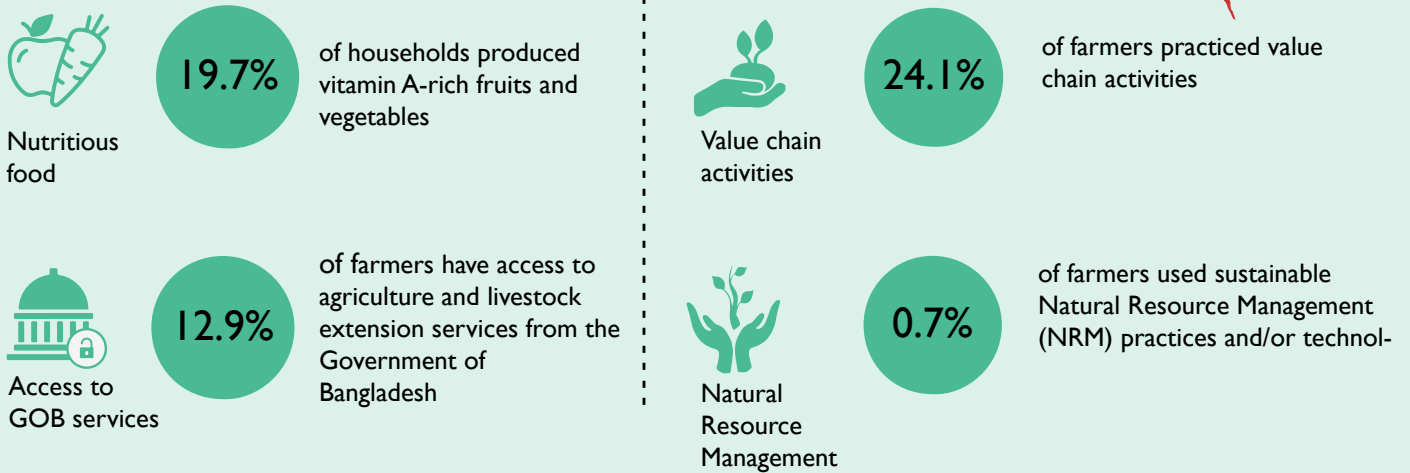 19.7%
of households produced
vitamin A-rich fruits and
vegetables
Nutritious
food
24.1%
of farmers practiced value
chain activities
Value chain
activities
12.9%
of farmers have access to
agriculture and livestock
extension services from the
Government of
Bangladesh
Access to
GOB services
0.7%
of farmers used sustainable
Natural Resource Management
(NRM) practices and/or technol-
Natural
Resource
Management